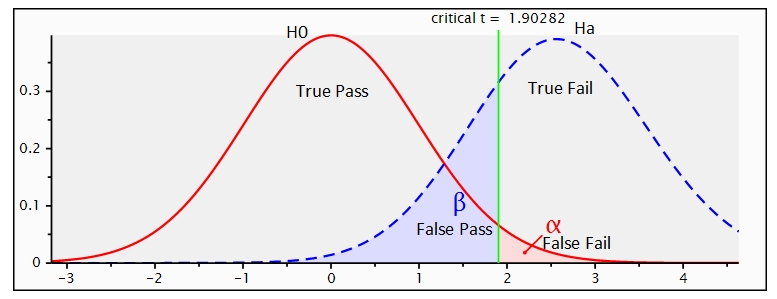 critical t = 1.90282
H0
Ha
True Pass
True Fail
0.3
0.2
0.1
0
β
False Pass
α
False Fail
−3
−2
−1
0
1
2
3
4